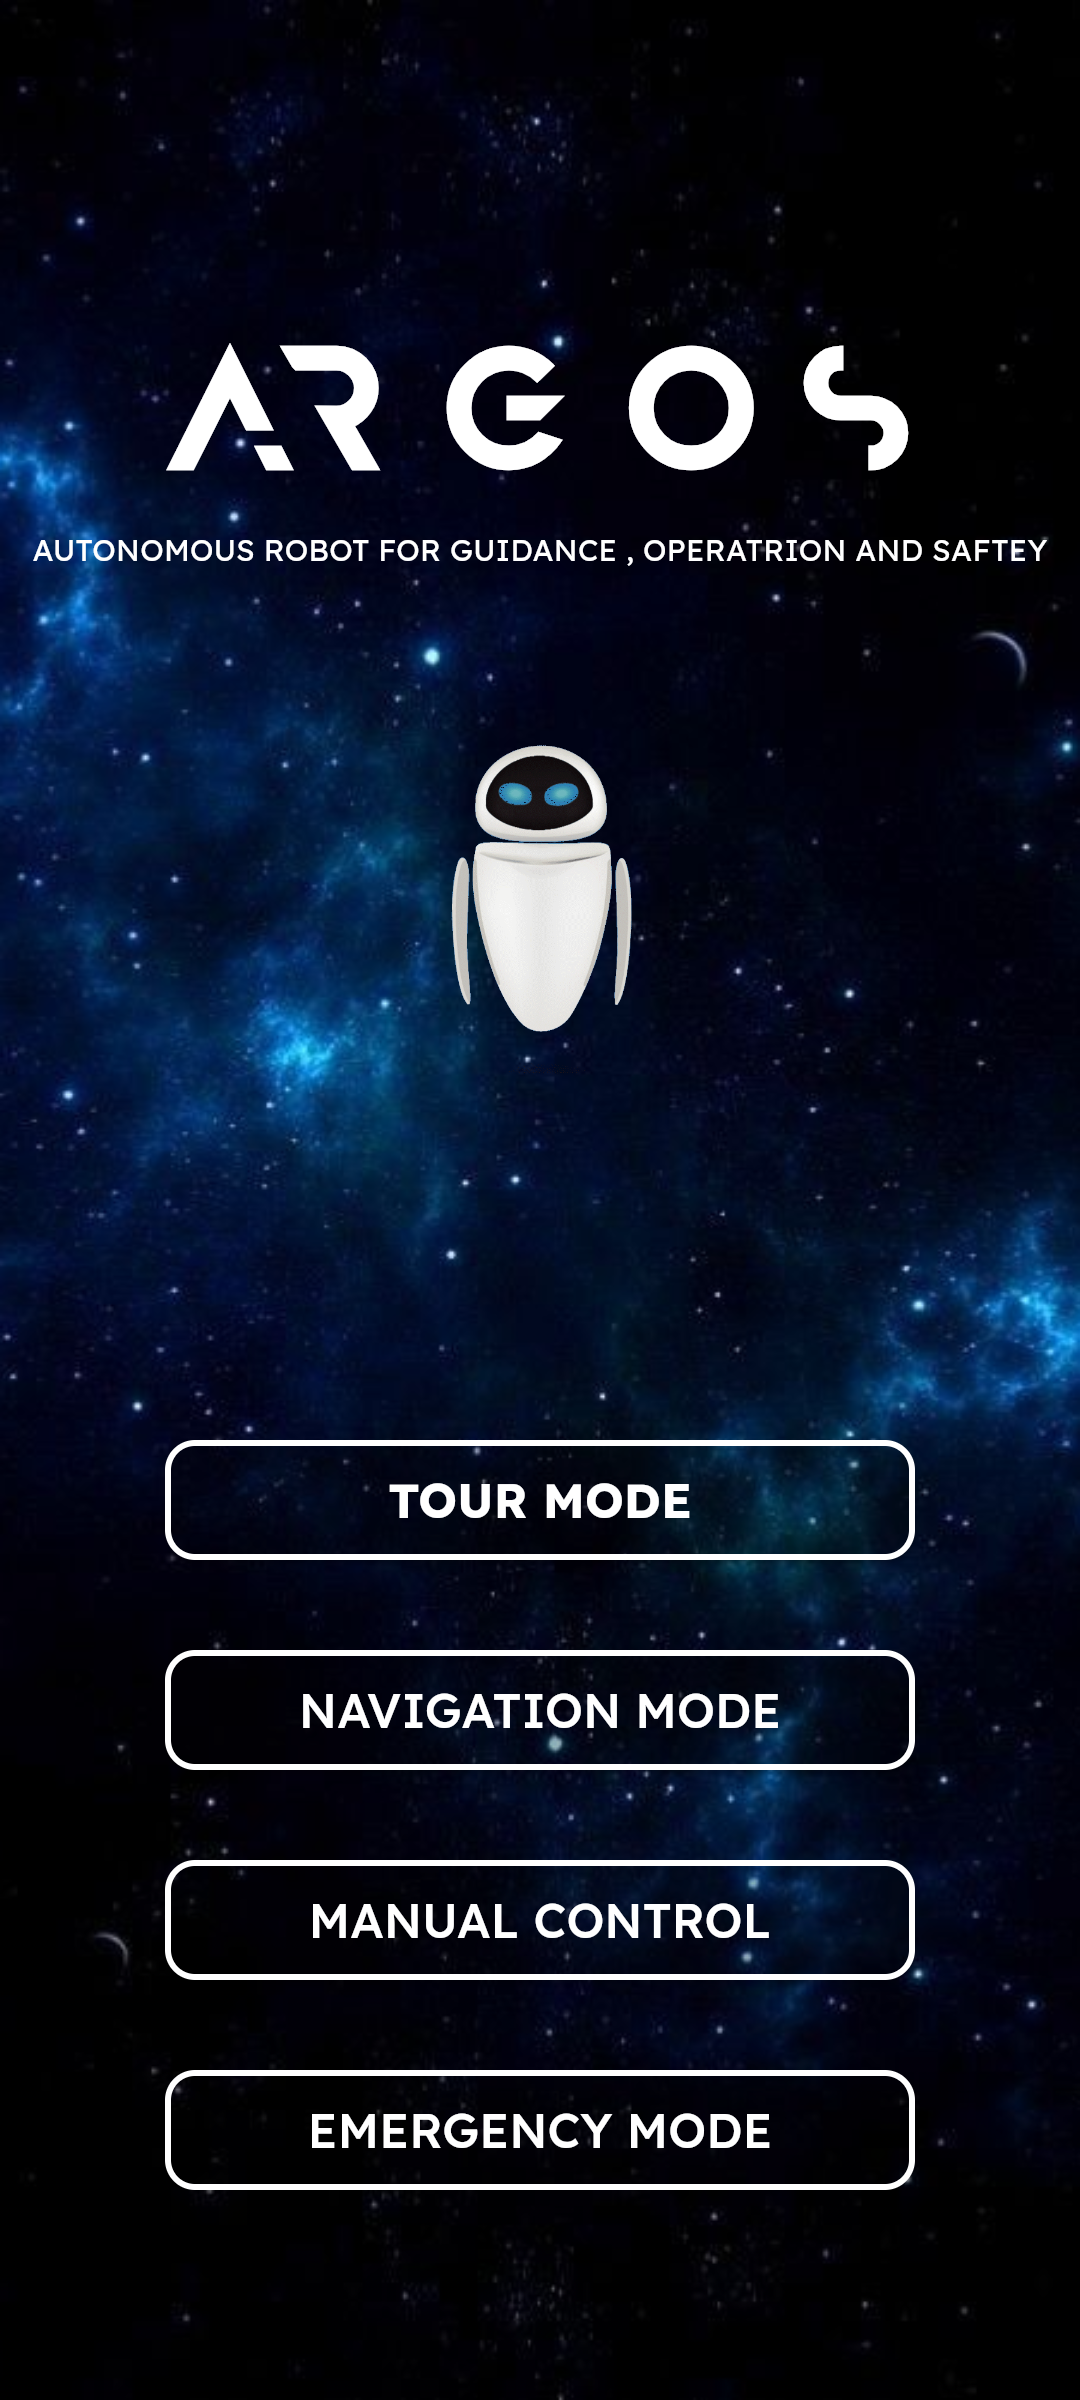 ARGOS
AUTONOMOUS ROBOT FOR GUIDANCE , OPERATRION AND SAFTEY
TOUR MODE
NAVIGATION MODE
MANUAL CONTROL
EMERGENCY MODE